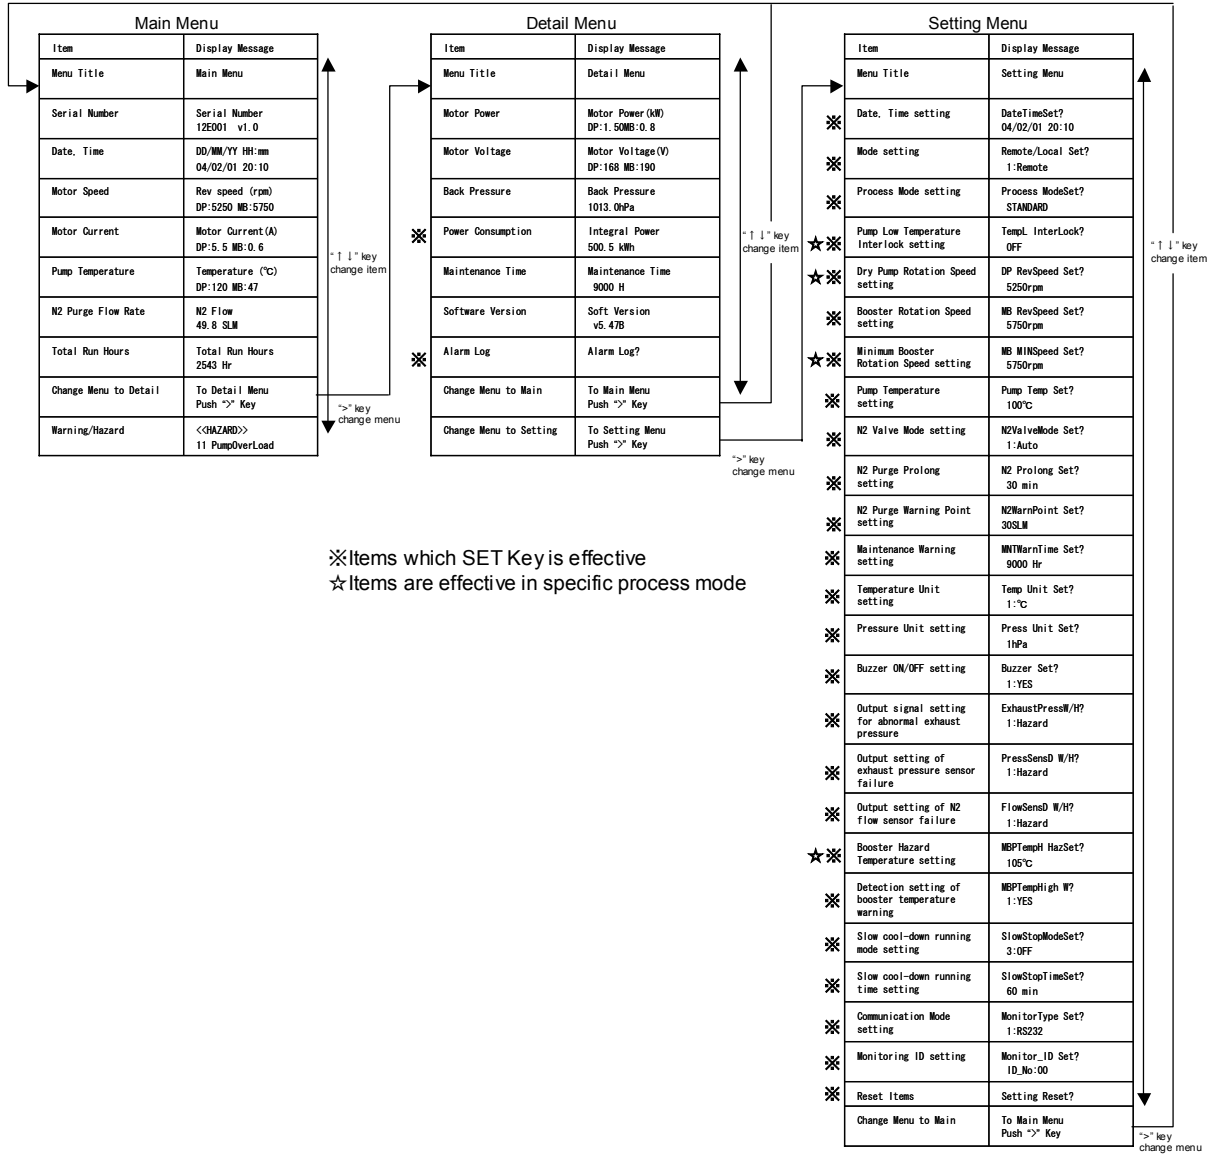 Main Menu
Item Display Message
Menu Title Main Menu
Serial Number Serial Number
12E001 v1.0
Date, Time DD/MM/YY HH:mm
04/02/01 20:10
Motor Speed Rev speed (rpm)
DP:5250 MB:5750
Motor Current Motor Current(A)
DP:5.5 MB:0.6
Pump Temperature Temperature (℃)
DP:120 MB:47
N2 Purge Flow Rate N2 Flow
49.8 SLM
Total Run Hours Total Run Hours
2543 Hr
Change Menu to Detail To Detail Menu
Push “>” Key
Warning/Hazard <<HAZARD>>
11 PumpOverLoad
“↑↓” key
change item
“>” key
change menu
Detail Menu
Item Display Message
Menu Title Detail Menu
Motor Power Motor Power(kW)
DP:1.50MB:0.8
Motor Voltage Motor Voltage(V)
DP:168 MB:190
Back Pressure Back Pressure
1013.0hPa
※ Power Consumption Integral Power
500.5 kWh
Maintenance Time Maintenance Time
9000 H
Software Version Soft Version
v5.47B
※ Alarm Log Alarm Log?
Change Menu to Main To Main Menu
Push “>” Key
Change Menu to Setting To Setting Menu
Push “>” Key
“↑↓” key
change item
“>” key
change menu
Setting Menu
Item Display Message
Menu Title Setting Menu
※ Date, Time setting DateTimeSet?
04/02/01 20:10
※ Mode setting Remote/Local Set?
1:Remote
※ Process Mode setting Process ModeSet?
STANDARD
☆※ Pump Low Temperature TempL InterLock?
Interlock setting OFF
☆※ Dry Pump Rotation Speed DP RevSpeed Set?
setting 5250rpm
※ Booster Rotation Speed MB RevSpeed Set?
setting 5750rpm
☆※ Minimum Booster MB MINSpeed Set?
Rotation Speed setting 5750rpm
※ Pump Temperature Pump Temp Set?
setting 100℃
※ N2 Valve Mode setting N2ValveMode Set?
1:Auto
※ N2 Purge Prolong N2 Prolong Set?
setting 30 min
※ N2 Purge Warning Point N2WarnPoint Set?
setting 30SLM
※ Maintenance Warning MNTWarnTime Set?
setting 9000 Hr
※ Temperature Unit Temp Unit Set?
setting 1:℃
※ Pressure Unit setting Press Unit Set?
1hPa
※ Buzzer ON/OFF setting Buzzer Set?
1:YES
※ Output signal setting ExhaustPressW/H?
for abnormal exhaust 1:Hazard
pressure
※ Output setting of PressSensD W/H?
exhaust pressure sensor 1:Hazard
failure
※ Output setting of N2 FlowSensD W/H?
flow sensor failure 1:Hazard
☆※ Booster Hazard MBPTempH HazSet?
Temperature setting 105℃
※ Detection setting of MBPTempHigh W?
booster temperature 1:YES
warning
※ Slow cool-down running SlowStopModeSet?
mode setting 3:OFF
※ Slow cool-down running SlowStopTimeSet?
time setting 60 min
※ Communication Mode MonitorType Set?
setting 1:RS232
※ Monitoring ID setting Monitor_ID Set?
ID_No:00
※ Reset Items Setting Reset?
Change Menu to Main To Main Menu
Push “>” Key
“↑↓” key
change item
“>” key
change menu
※Items which SET Key is effective
☆Items are effective in specific process mode